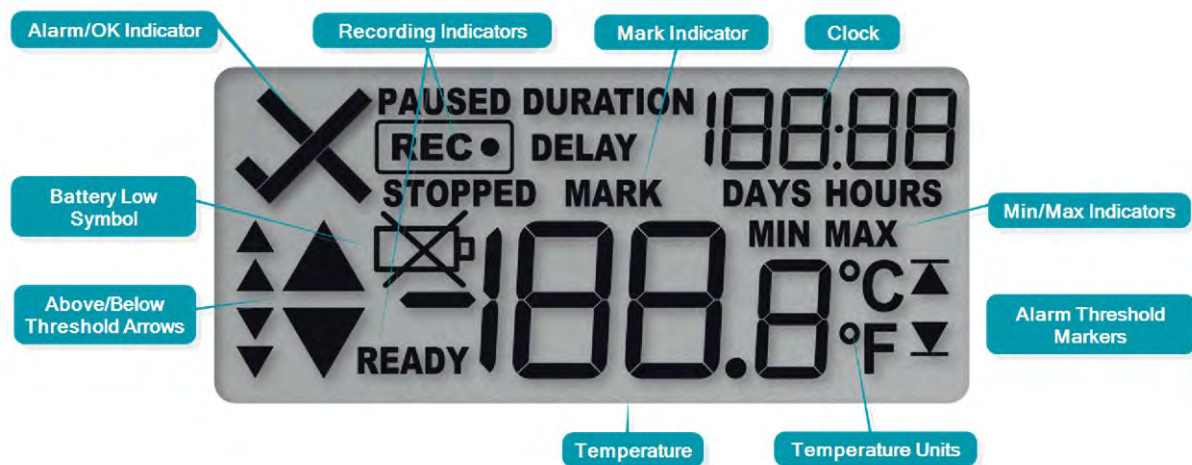 Alarm/OK Indicator
Recording Indicators
Mark Indicator
Clock
PAUSED DURATION
188:88
REC DELAY
STOPPED MARK
DAYS HOURS
Battery Low
Symbol
MIN MAX
Min/Max Indicators
-188.8
°C
Above/Below
Threshold Arrows
Alarm Threshold
Markers
READY
°F
Temperature
Temperature Units